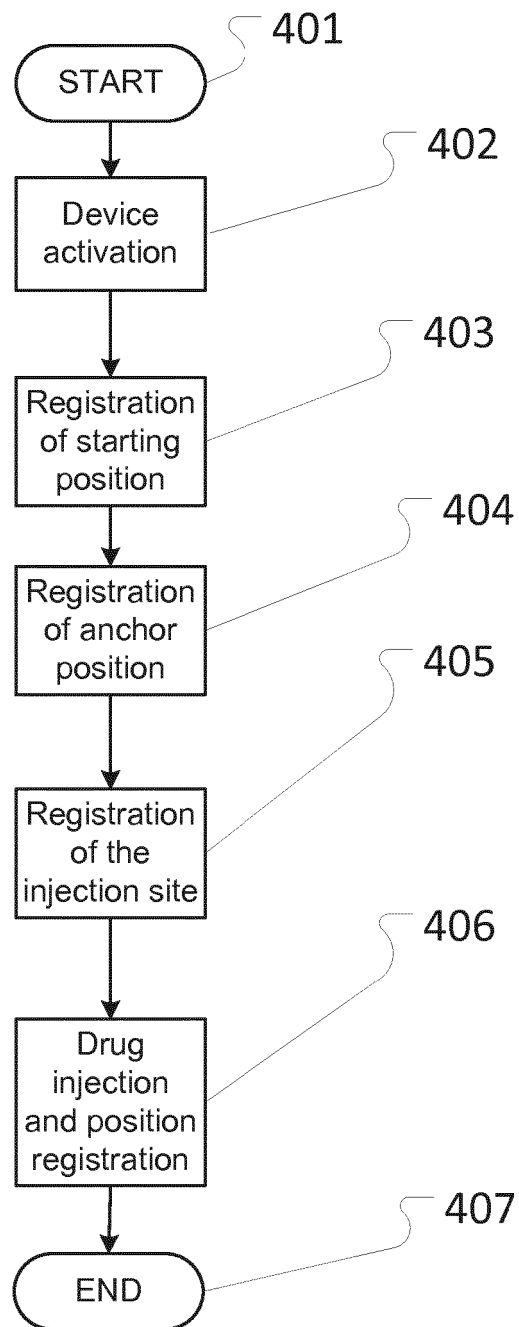 401
START
402
Device
activation
403
Registration
of starting
position
404
Registration
of anchor
position
405
Registration
of the
injection site
406
Drug
injection
and position
registration
407
END